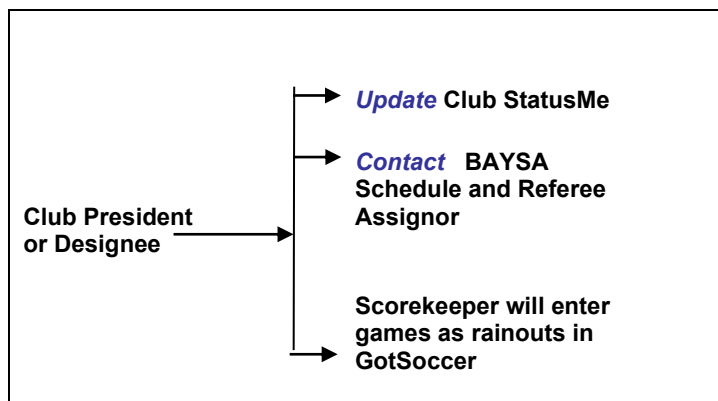 Update Club StatusMe
Contact BAYSA
Schedule and Referee
Assignor
Club President
or Designee
Scorekeeper will enter
games as rainouts in
GotSoccer